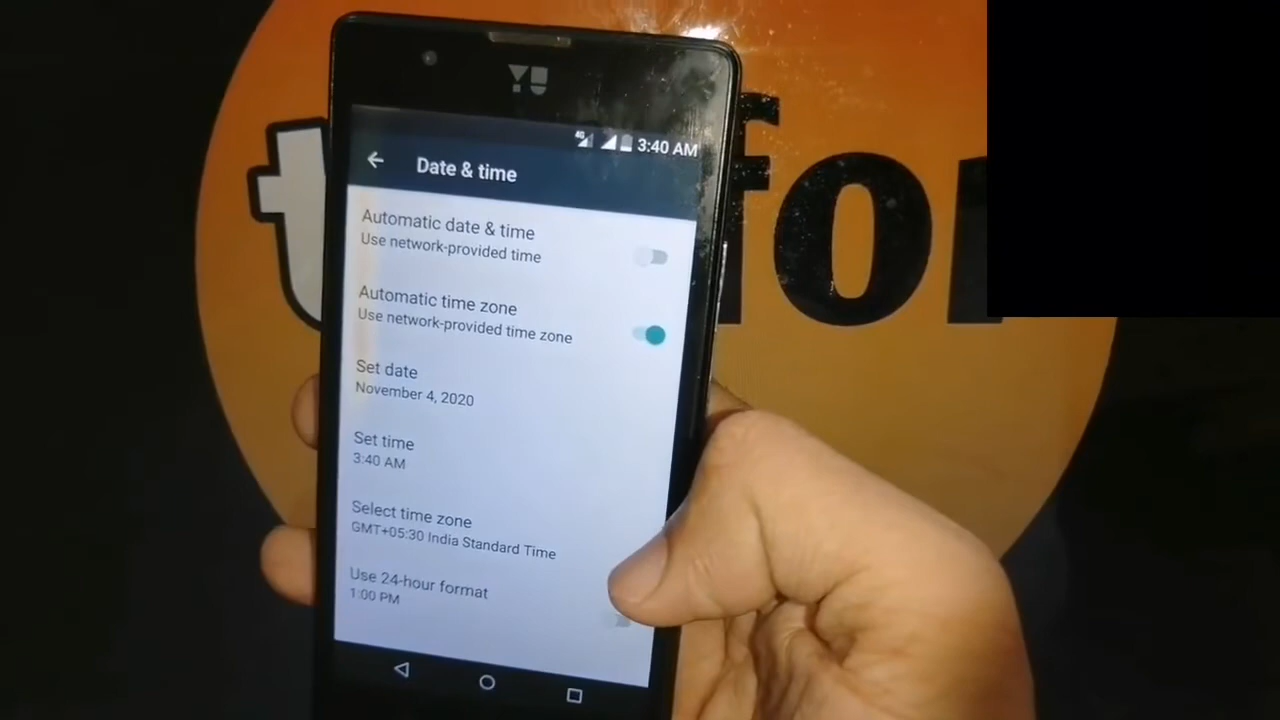 YU
4G 3:40 AM
Date & time
Automatic date & time
Use network-provided time
Automatic time zone
Use network-provided time zone
Set date
November 4, 2020
Set time
3:40 AM
Select time zone
GMT+05:30 India Standard Time
Use 24-hour format
1:00 PM